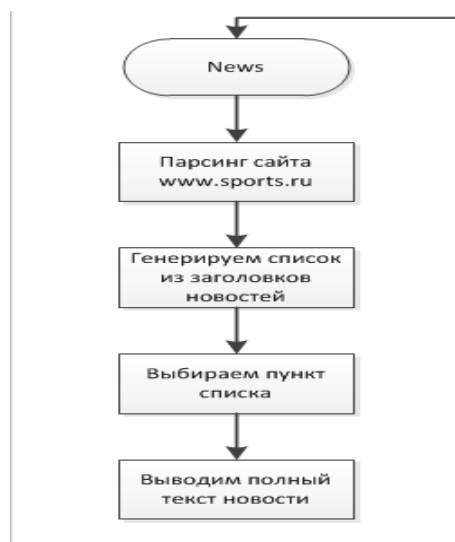 News
Парсинг сайта
www.sports.ru
Генерируем список
из заголовков
новостей
Выбираем пункт
списка
Выводим полный
текст новости